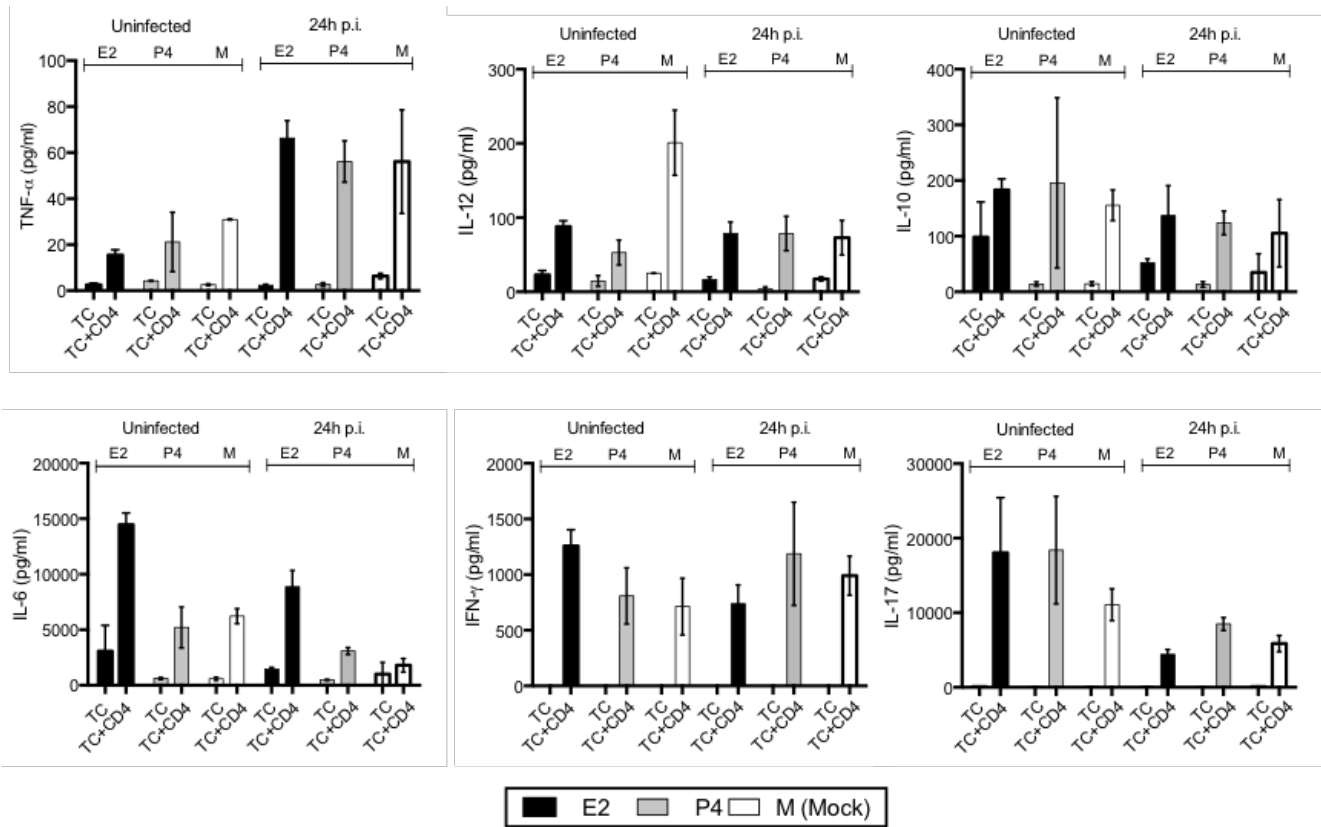 Uninfected 24h p.i.
E2 P4 M E2 P4 M
TNF-α (pg/ml)
100
80
60
40
20
0
TC TC+CD4 TC TC+CD4 TC TC+CD4 TC TC+CD4 TC TC+CD4 TC TC+CD4
Uninfected 24h p.i.
E2 P4 M E2 P4 M
IL-12 (pg/ml)
300
200
100
0
TC TC+CD4 TC TC+CD4 TC TC+CD4 TC TC+CD4 TC TC+CD4 TC TC+CD4
Uninfected 24h p.i.
E2 P4 M E2 P4 M
IL-10 (pg/ml)
400
300
200
100
0
TC TC+CD4 TC TC+CD4 TC TC+CD4 TC TC+CD4 TC TC+CD4 TC TC+CD4
Uninfected 24h p.i.
E2 P4 M E2 P4 M
IL-6 (pg/ml)
20000
15000
10000
5000
0
TC TC+CD4 TC TC+CD4 TC TC+CD4 TC TC+CD4 TC TC+CD4 TC TC+CD4
Uninfected 24h p.i.
E2 P4 M E2 P4 M
IFN-γ (pg/ml)
2000
1500
1000
500
0
TC TC+CD4 TC TC+CD4 TC TC+CD4 TC TC+CD4 TC TC+CD4 TC TC+CD4
Uninfected 24h p.i.
E2 P4 M E2 P4 M
IL-17 (pg/ml)
30000
20000
10000
0
TC TC+CD4 TC TC+CD4 TC TC+CD4 TC TC+CD4 TC TC+CD4 TC TC+CD4
E2 P4 M (Mock)